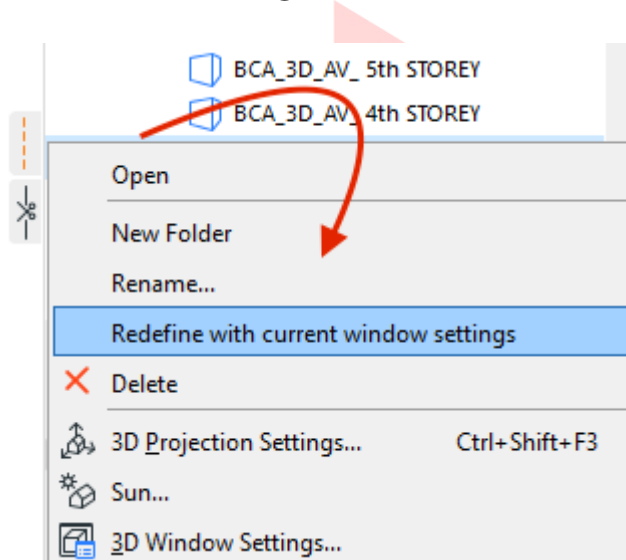 BCA_3D_AV_ 5th STOREY
BCA_3D_AV_ 4th STOREY
Open
New Folder
Rename...
Redefine with current window settings
Delete
3D Projection Settings... Ctrl+Shift+F3
Sun...
3D Window Settings...